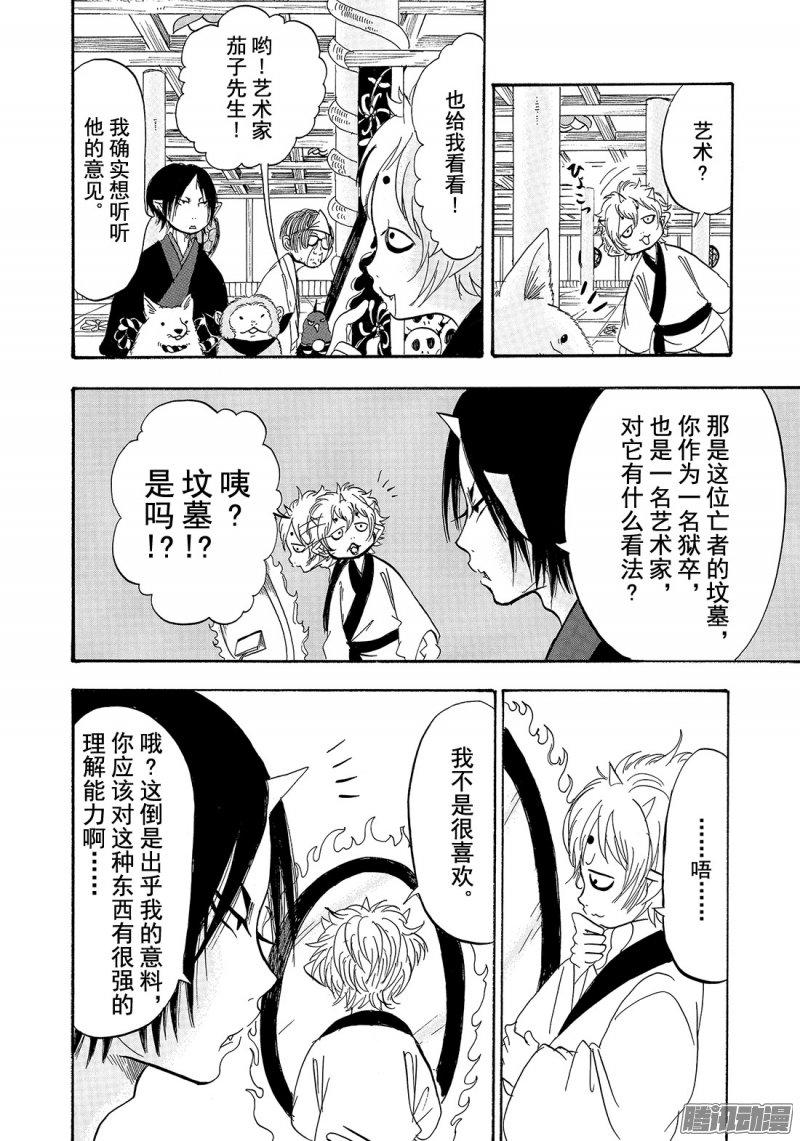 艺术？
ひょこっ
也给我看看！
哟！艺术家
茄子先生！
我确实想听听
他的意见。
那是这位亡者的坟墓，
你作为一名狱卒，
也是一名艺术家，
对它有什么看法？
咦？
坟墓!?
是吗!?
……唔……
我不是很喜欢。
哦？这倒是出乎我的意料，
你应该对这种东西有很强的
理解能力啊……
腾讯动漫